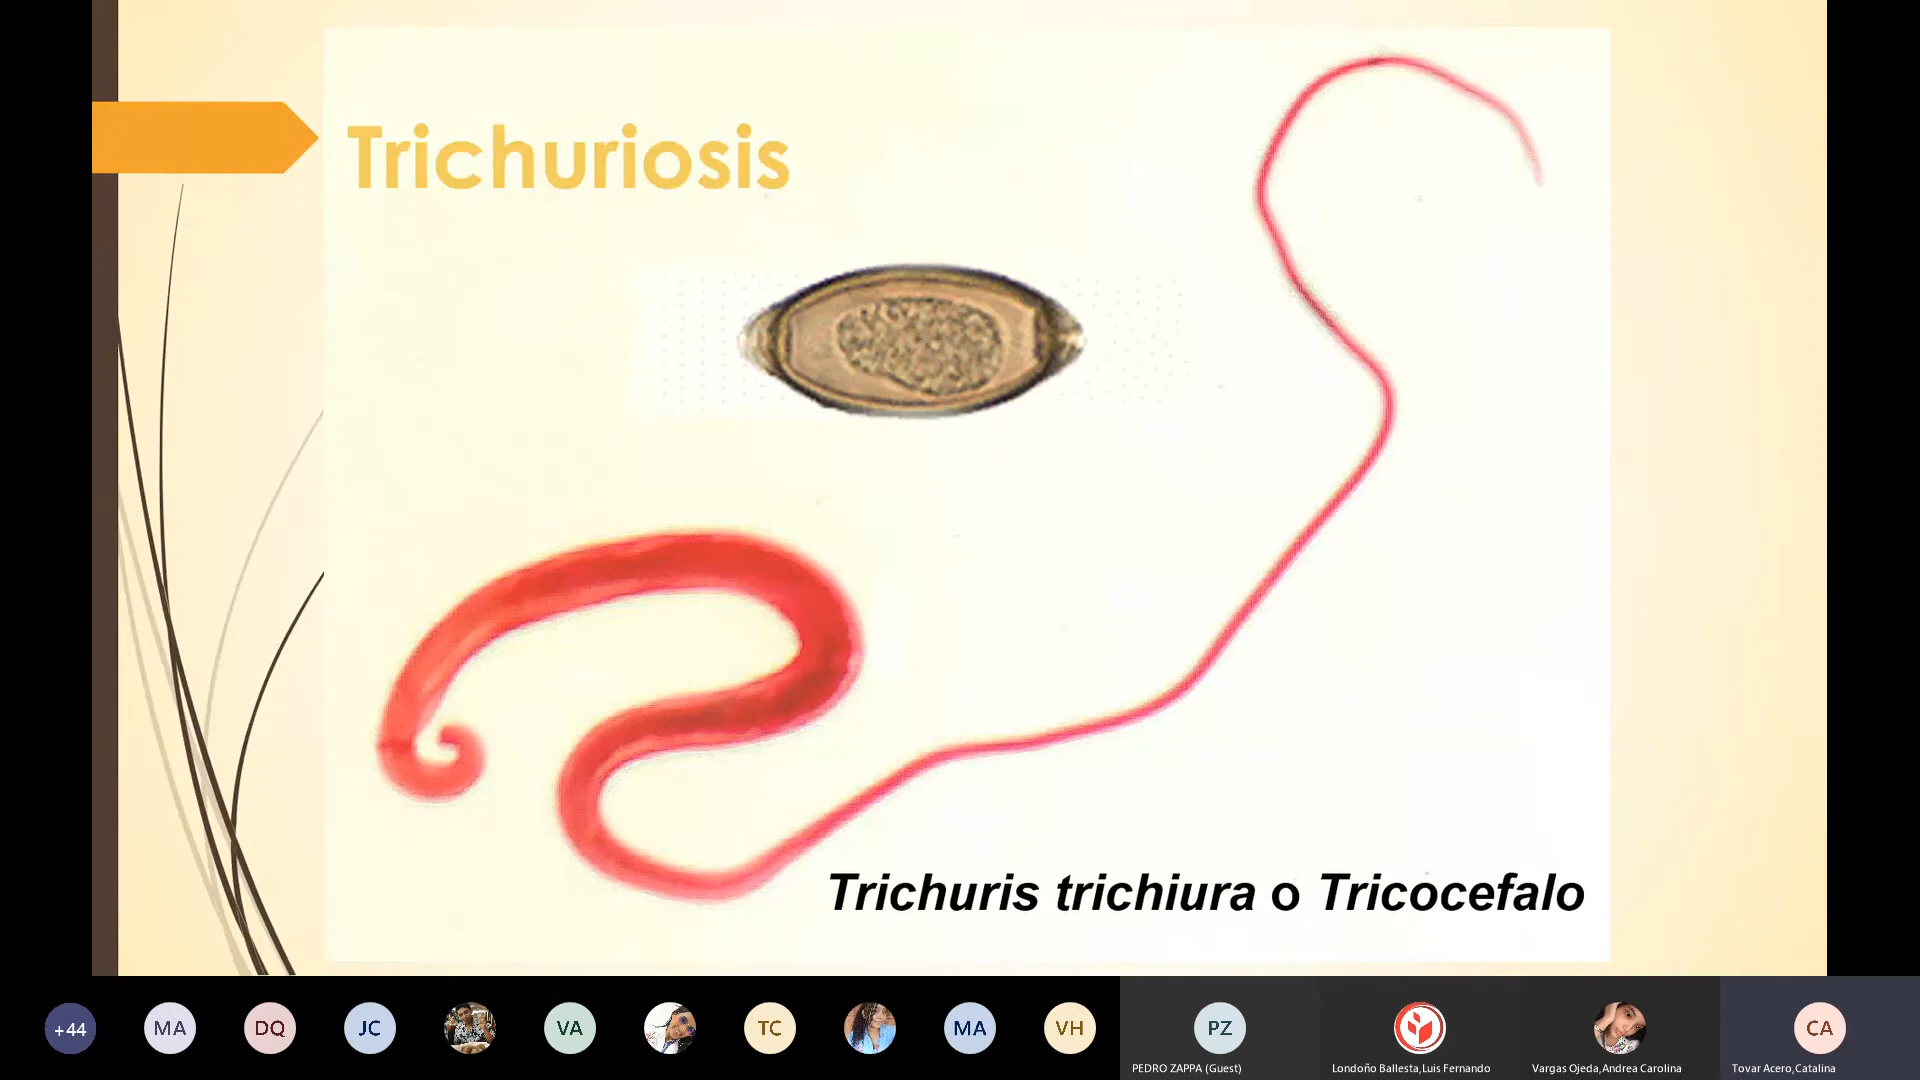 Trichuriosis
Trichuris trichiura o Tricocefalo
+44
MA
DQ
JC
VA
TC
MA
VH
PZ
CA
PEDRO ZAPPA (Guest)
Londoño Ballesta,Luis Fernando
Vargas Ojeda,Andrea Carolina
Tovar Acero,Catalina